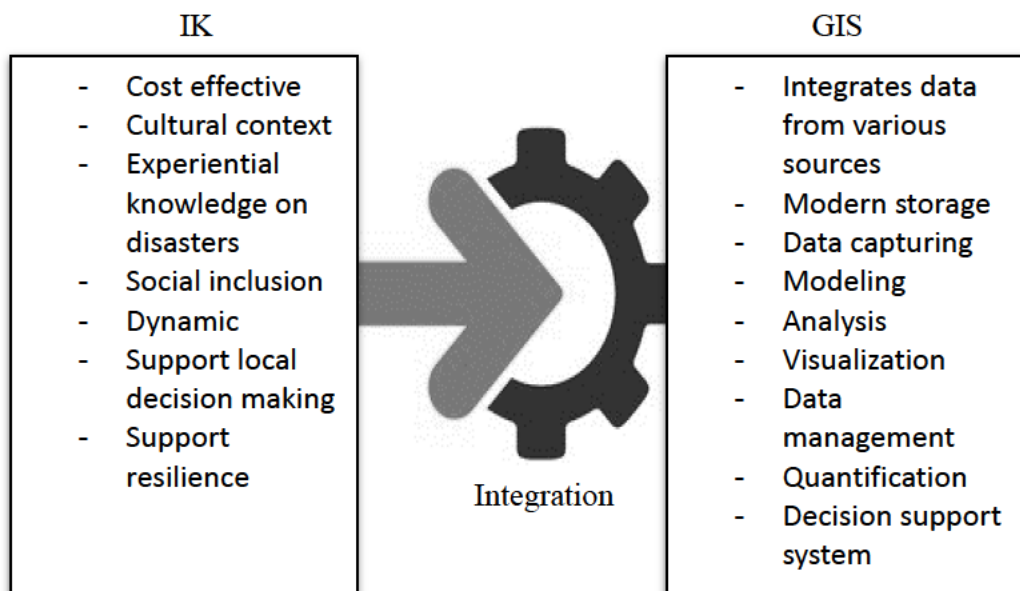 IK
- Cost effective
- Cultural context
- Experiential
knowledge on
disasters
- Social inclusion
- Dynamic
- Support local
decision making
- Support
resilience
Integration
GIS
- Integrates data
from various
sources
- Modern storage
- Data capturing
- Modeling
- Analysis
- Visualization
- Data
management
- Quantification
- Decision support
system